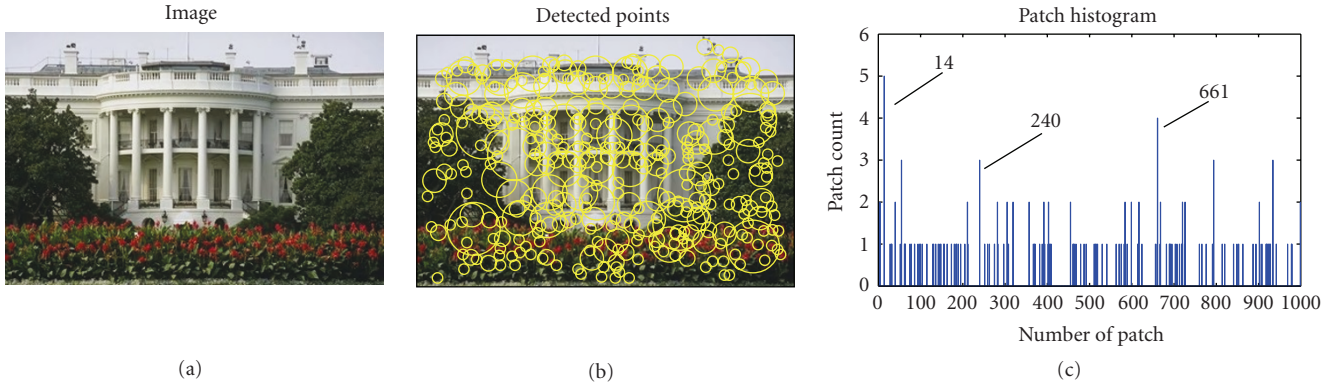 Image
(a)
Detected points
(b)
Patch histogram
6
5
4
3
2
1
0
Patch count
14
240
661
0 100 200 300 400 500 600 700 800 900 1000
Number of patch
(c)